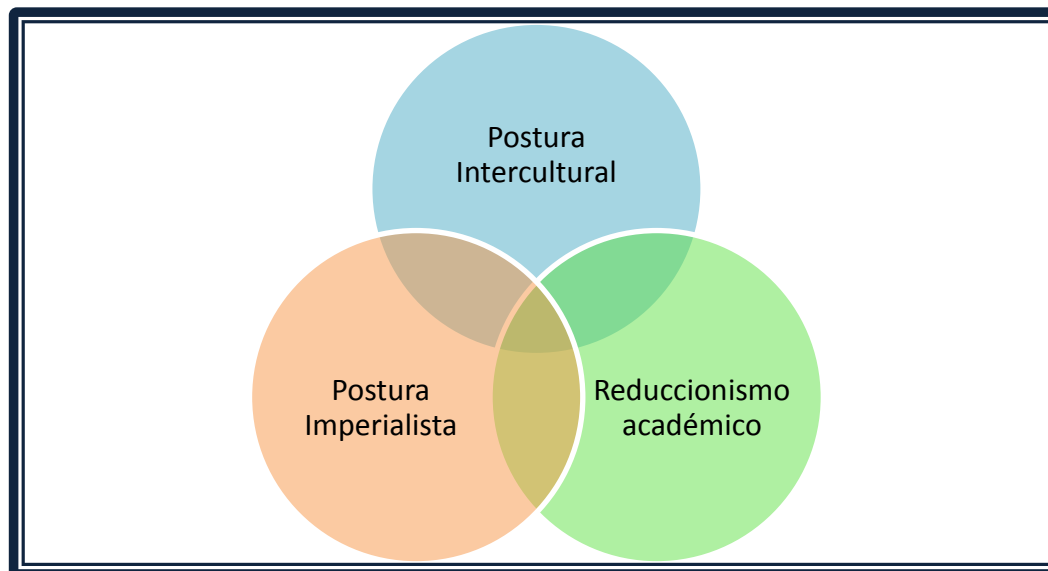 Postura
Intercultural
Postura
Imperialista
Reduccionismo
académico